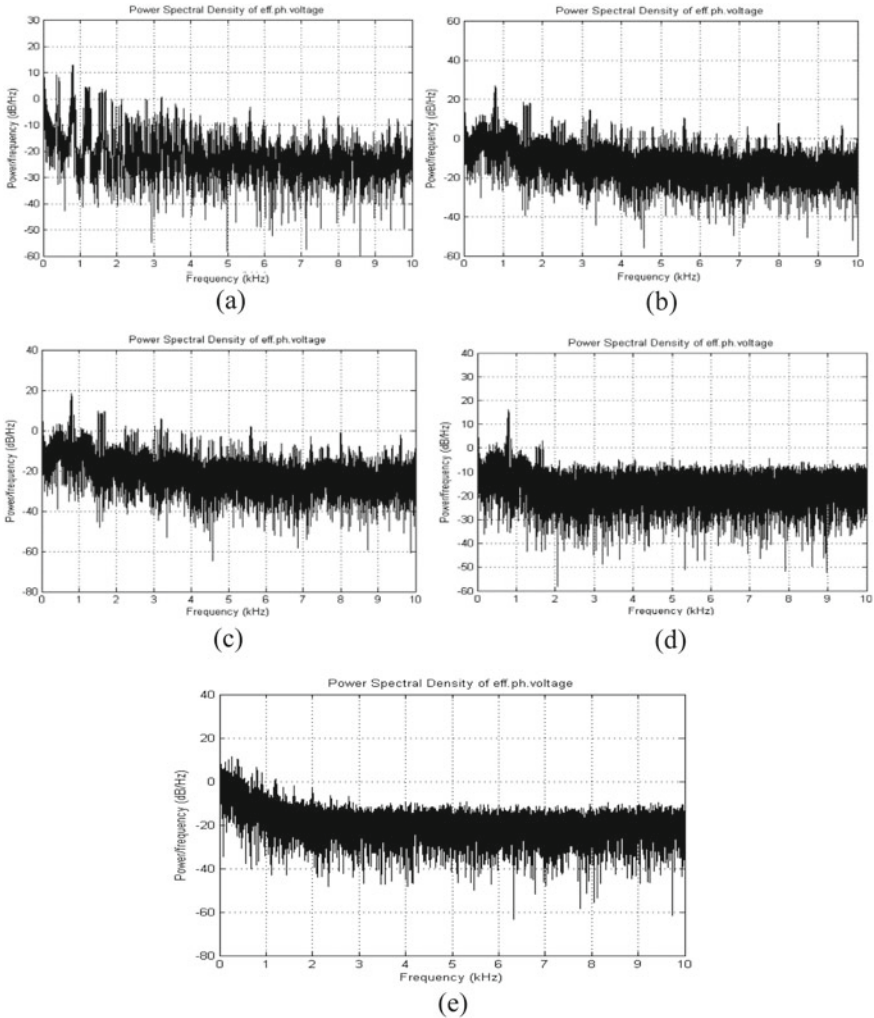 Power Spectral Density of eff.ph.voltage
Power/frequency (dB/Hz)
30
20
10
0
-10
-20
-30
-40
-50
-60
0 1 2 3 4 5 6 7 8 9 10
Frequency (kHz)
(a)
Power Spectral Density of eff.ph.voltage
Power/frequency (dB/Hz)
60
40
20
0
-20
-40
-60
0 1 2 3 4 5 6 7 8 9 10
Frequency (kHz)
(b)
Power Spectral Density of eff.ph.voltage
Power/frequency (dB/Hz)
40
20
0
-20
-40
-60
-80
0 1 2 3 4 5 6 7 8 9 10
Frequency (kHz)
(c)
Power Spectral Density of eff.ph.voltage
Power/frequency (dB/Hz)
40
30
20
10
0
-10
-20
-30
-40
-50
-60
0 1 2 3 4 5 6 7 8 9 10
Frequency (kHz)
(d)
Power Spectral Density of eff.ph.voltage
Power/frequency (dB/Hz)
40
20
0
-20
-40
-60
-80
0 1 2 3 4 5 6 7 8 9 10
Frequency (kHz)
(e)